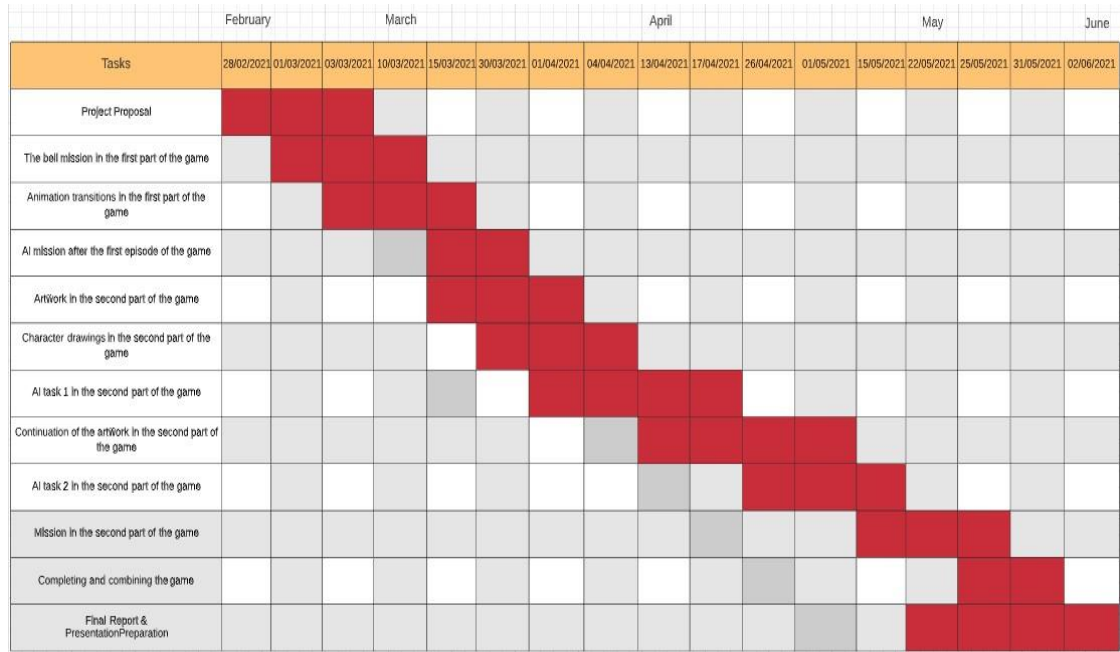 February March April May June
Tasks 28/02/2021 01/03/2021 03/03/2021 10/03/2021 15/03/2021 30/03/2021 01/04/2021 04/04/2021 13/04/2021 17/04/2021 26/04/2021 01/05/2021 15/05/2021 22/05/2021 25/05/2021 31/05/2021 02/06/2021
Project Proposal
The bell mission in the first part of the game
Animation transitions in the first part of the
game
AI mission after the first episode of the game
Artwork in the second part of the game
Character drawings in the second part of the
game
AI task 1 in the second part of the game
Continuation of the artwork in the second part of
the game
AI task 2 in the second part of the game
Mission in the second part of the game
Completing and combining the game
Final Report &
PresentationPreparation